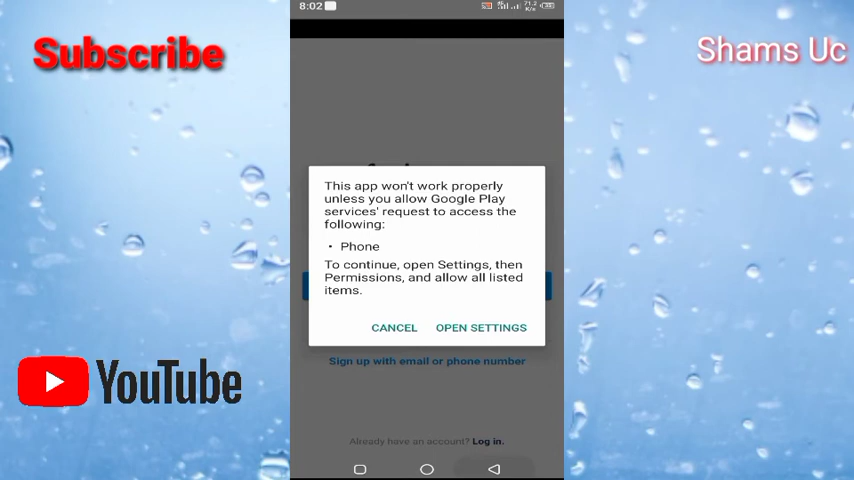 Subscribe
Shams Uc
8:02
71.2
K/s
This app won't work properly
unless you allow Google Play
services' request to access the
following:
• Phone
To continue, open Settings, then
Permissions, and allow all listed
items.
CANCEL OPEN SETTINGS
Sign up with email or phone number
YouTube
Already have an account? Log in.